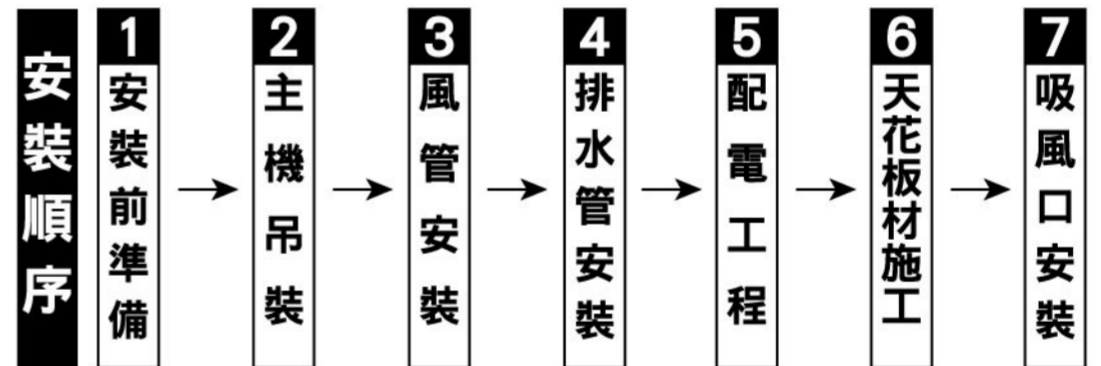 安裝順序
1
安裝前準備
2
主機吊裝
3
風管安裝
4
排水管安裝
5
配電工程
6
天花板材施工
7
吸風口安裝